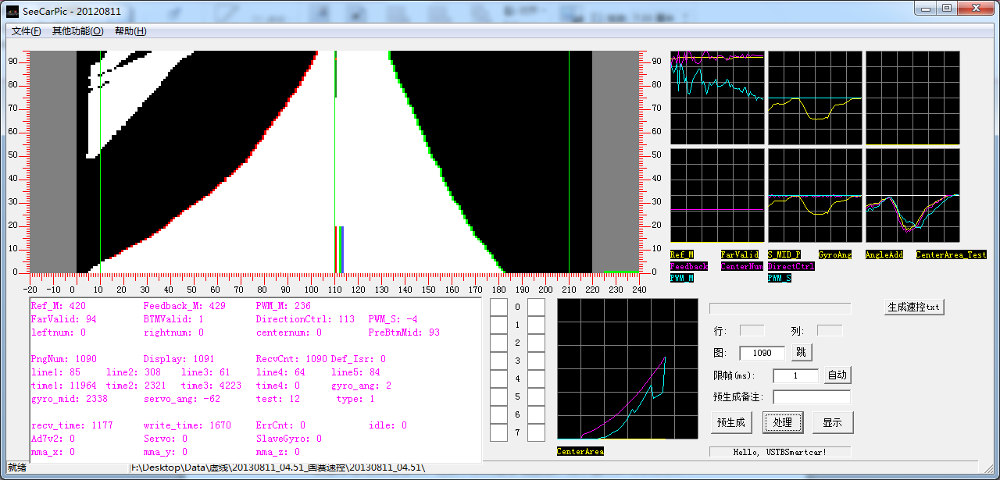 SeeCarPic - 20120811
文件(F) 其他功能(O) 帮助(H)
90 90
80 80
70 70
60 60
50 50
40 40
30 30
20 20
10 10
0 0
-20 -10 0 10 20 30 40 50 60 70 80 90 100 110 120 130 140 150 160 170 180 190 200 210 220 230 240
Ref_M FarValid S_MID_P GyroAng AngleAdd CenterArea_Test
Feedback CenterNum DirectCtrl
PWM_M PWM_S
Ref_M: 420 Feedback_M: 429 PWM_M: 236
FarValid: 94 BTMValid: 1 DirectionCtrl: 113 PWM_S: -4
leftnum: 0 rightnum: 0 centernum: 0 PreBtmMid: 93
PngNum: 1090 Display: 1091 RecvCnt: 1090 Def_Isr: 0
line1: 85 line2: 308 line3: 61 line4: 64 line5: 84
time1: 11964 time2: 2321 time3: 4223 time4: 0 gyro_ang: 2
gyro_mid: 2338 servo_ang: -62 test: 12 type: 1
recv_time: 1177 write_time: 1670 ErrCnt: 0 idle: 0
Ad7v2: 0 Servo: 0 SlaveGyro: 0
mma_x: 0 mma_y: 0 mma_z: 0
0
1
2
3
4
5
6
7
CenterArea
生成速控txt
行: 列:
图: 1090 跳
限帧(ms): 1 自动
预生成备注:
预生成 处理 显示
Hello, USTBSmartcar!
就绪 F:\Desktop\Data\虚线\20130811_04.51_国赛速控\20130811_04.51\